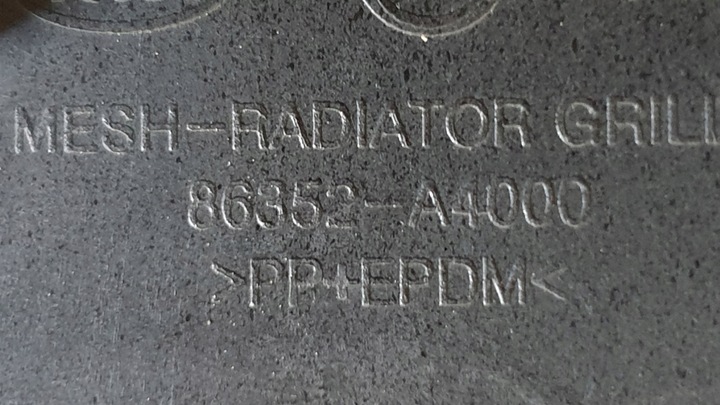 MESH-RADIATOR GRILL
86352-A4000
>PP+EPDM<